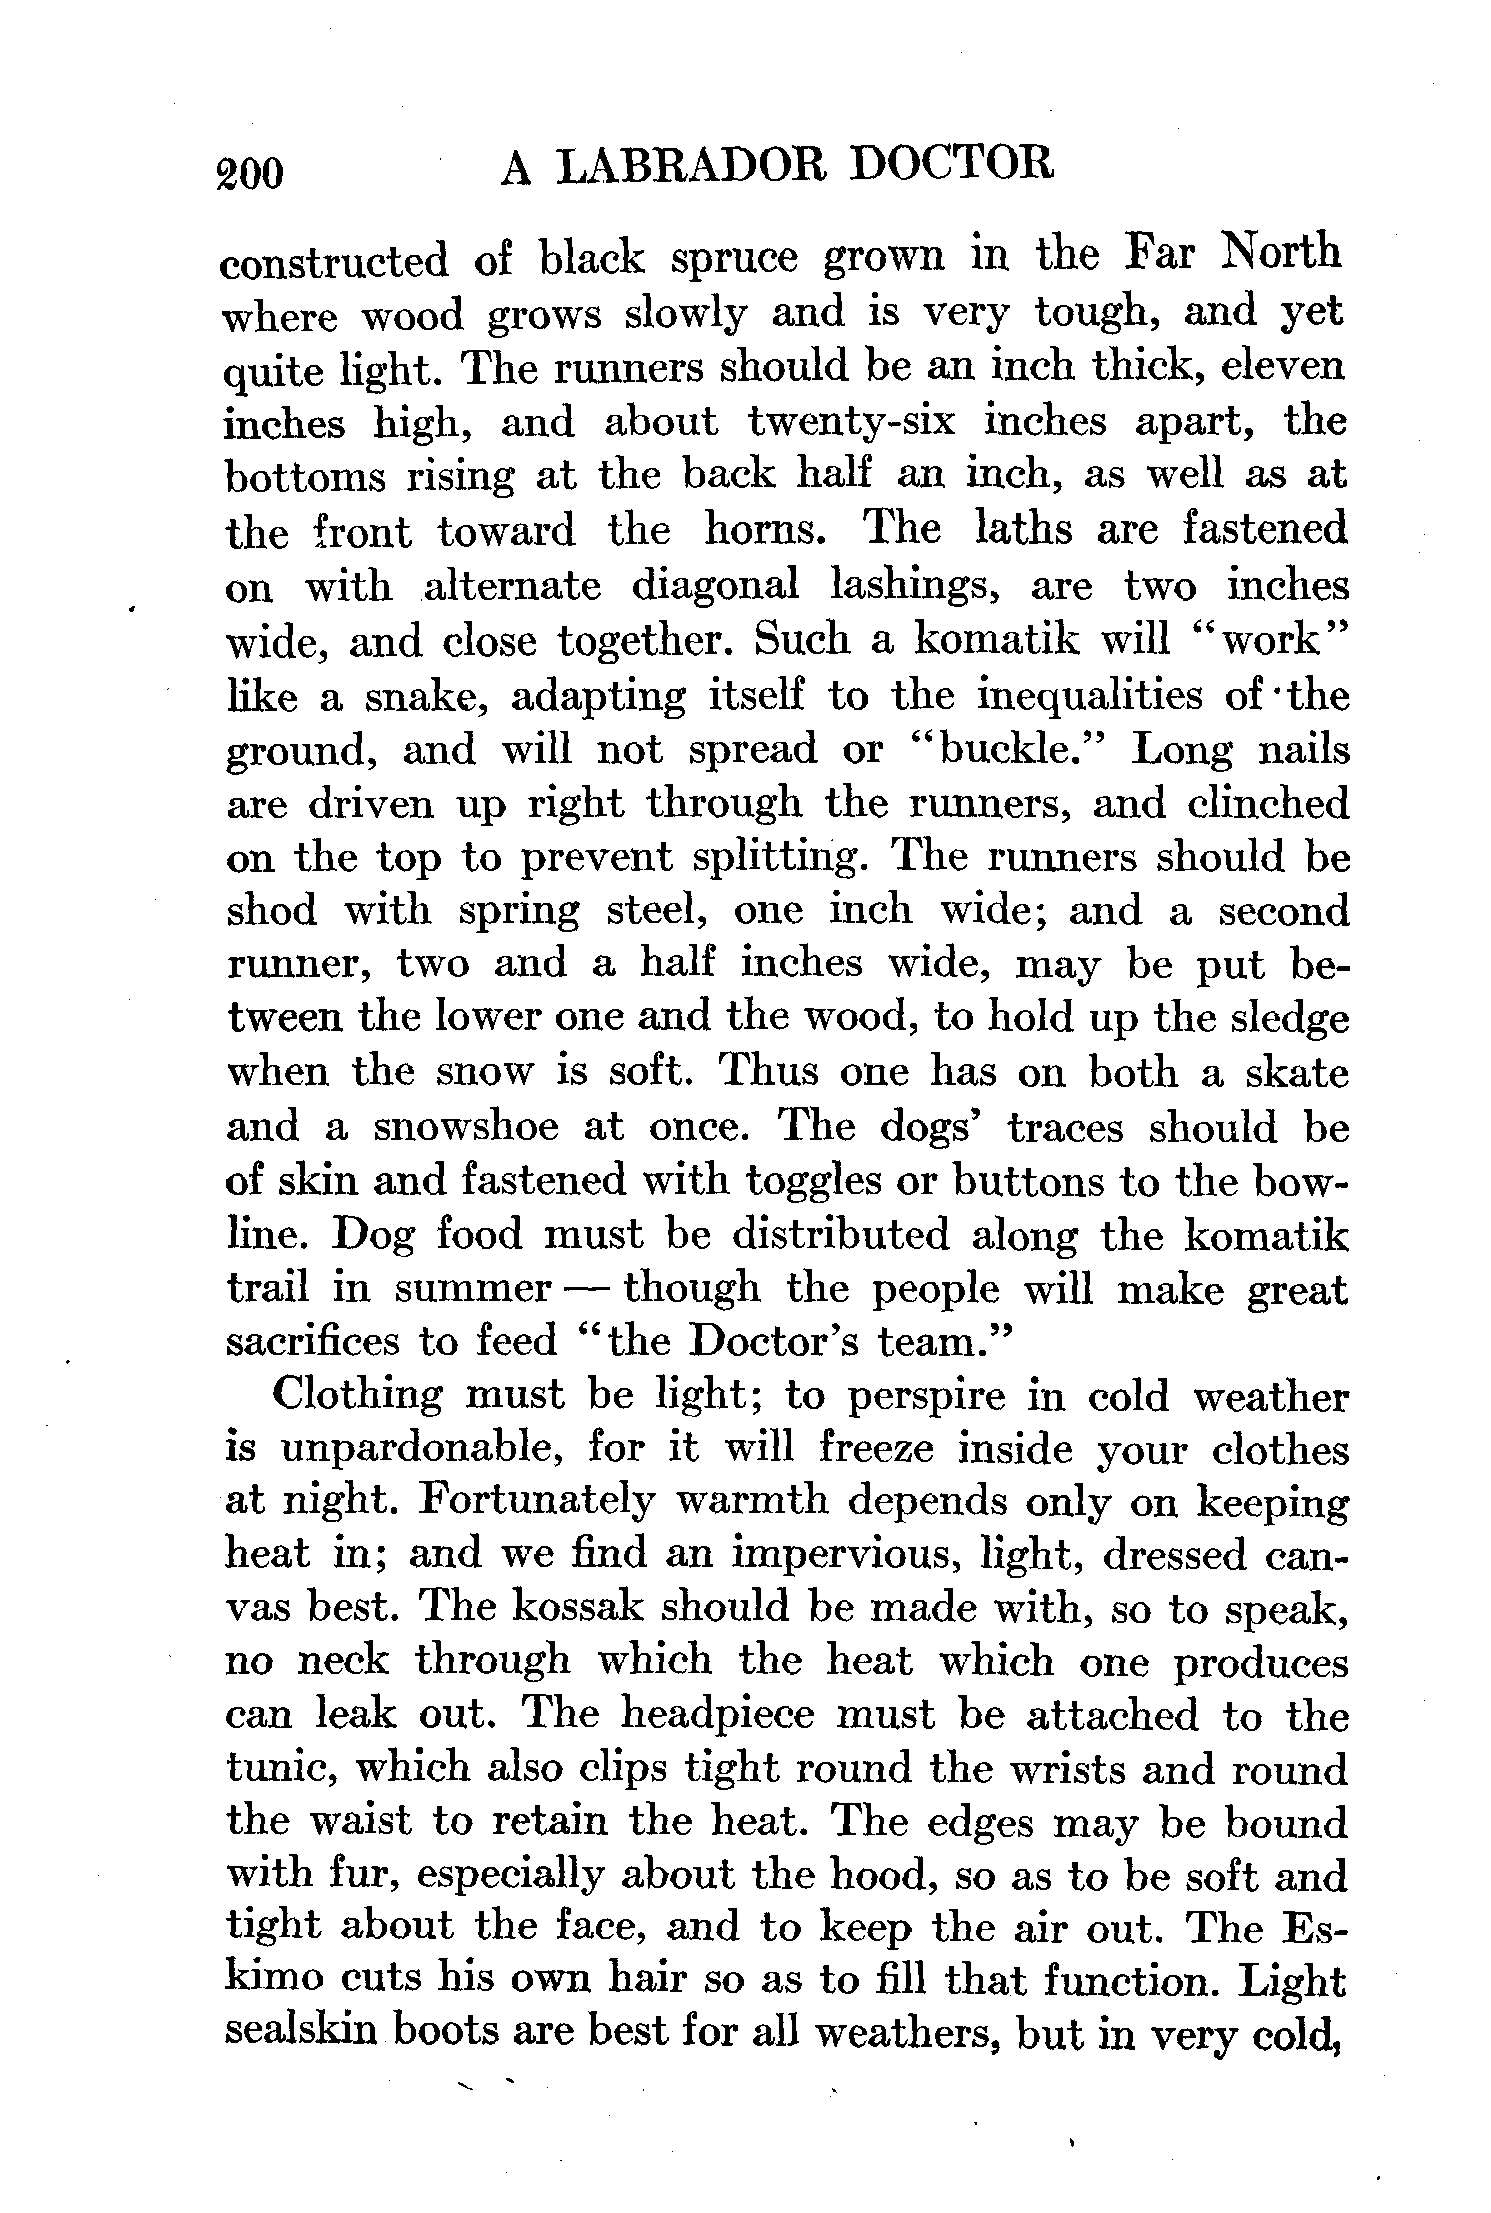 200 A LABRADOR DOCTOR
constructed of black spruce grown in the Far North
where wood grows slowly and is very tough, and yet
quite light. The runners should be an inch thick, eleven
inches high, and about twenty-six inches apart, the
bottoms rising at the back half an inch, as well as at
the front toward the horns. The laths are fastened
on with alternate diagonal lashings, are two inches
wide, and close together. Such a komatik will “work”
like a snake, adapting itself to the inequalities of the
ground, and will not spread or “buckle.” Long nails
are driven up right through the runners, and clinched
on the top to prevent splitting. The runners should be
shod with spring steel, one inch wide; and a second
runner, two and a half inches wide, may be put be-
tween the lower one and the wood, to hold up the sledge
when the snow is soft. Thus one has on both a skate
and a snowshoe at once. The dogs’ traces should be
of skin and fastened with toggles or buttons to the bow-
line. Dog food must be distributed along the komatik
trail in summer — though the people will make great
sacrifices to feed “the Doctor’s team.”
Clothing must be light; to perspire in cold weather
is unpardonable, for it will freeze inside your clothes
at night. Fortunately warmth depends only on keeping
heat in; and we find an impervious, light, dressed can-
vas best. The kossak should be made with, so to speak,
no neck through which the heat which one produces
can leak out. The headpiece must be attached to the
tunic, which also clips tight round the wrists and round
the waist to retain the heat. The edges may be bound
with fur, especially about the hood, so as to be soft and
tight about the face, and to keep the air out. The Es-
kimo cuts his own hair so as to fill that function. Light
sealskin boots are best for all weathers, but in very cold,